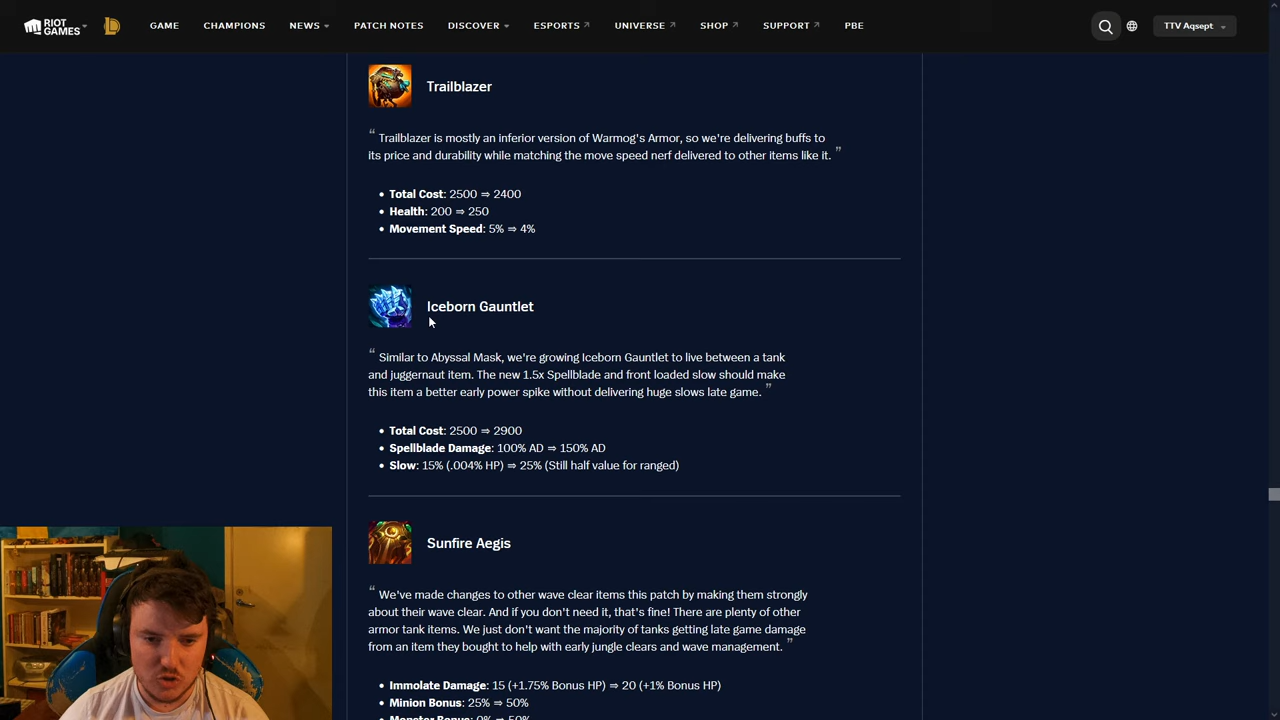 RIOT GAMES
GAME CHAMPIONS NEWS PATCH NOTES DISCOVER ESPORTS UNIVERSE SHOP SUPPORT PBE TTV Aqsept
Trailblazer
“ Trailblazer is mostly an inferior version of Warmog's Armor, so we're delivering buffs to
its price and durability while matching the move speed nerf delivered to other items like it. ”
• Total Cost: 2500 ⇒ 2400
• Health: 200 ⇒ 250
• Movement Speed: 5% ⇒ 4%
Iceborn Gauntlet
“ Similar to Abyssal Mask, we're growing Iceborn Gauntlet to live between a tank
and juggernaut item. The new 1.5x Spellblade and front loaded slow should make
this item a better early power spike without delivering huge slows late game. ”
• Total Cost: 2500 ⇒ 2900
• Spellblade Damage: 100% AD ⇒ 150% AD
• Slow: 15% (.004% HP) ⇒ 25% (Still half value for ranged)
Sunfire Aegis
“ We've made changes to other wave clear items this patch by making them strongly
about their wave clear. And if you don't need it, that's fine! There are plenty of other
armor tank items. We just don't want the majority of tanks getting late game damage
from an item they bought to help with early jungle clears and wave management. ”
• Immolate Damage: 15 (+1.75% Bonus HP) ⇒ 20 (+1% Bonus HP)
• Minion Bonus: 25% ⇒ 50%
• Monster Bonus: 0% ⇒ 50%